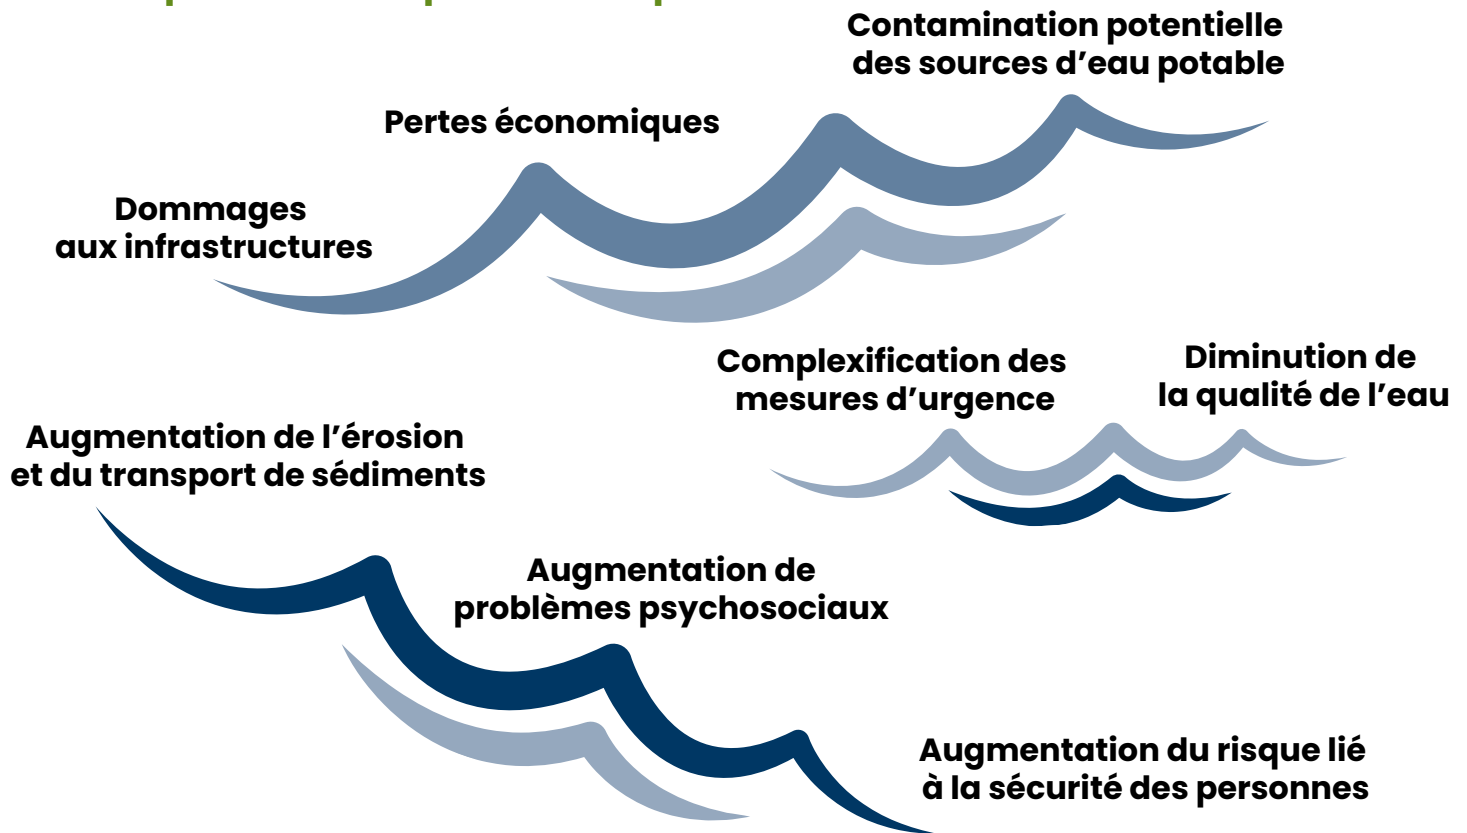 Contamination potentielle
des sources d’eau potable
Pertes économiques
Dommages
aux infrastructures
Complexification des
mesures d’urgence
Diminution de
la qualité de l’eau
Augmentation de l’érosion
et du transport de sédiments
Augmentation de
problèmes psychosociaux
Augmentation du risque lié
à la sécurité des personnes